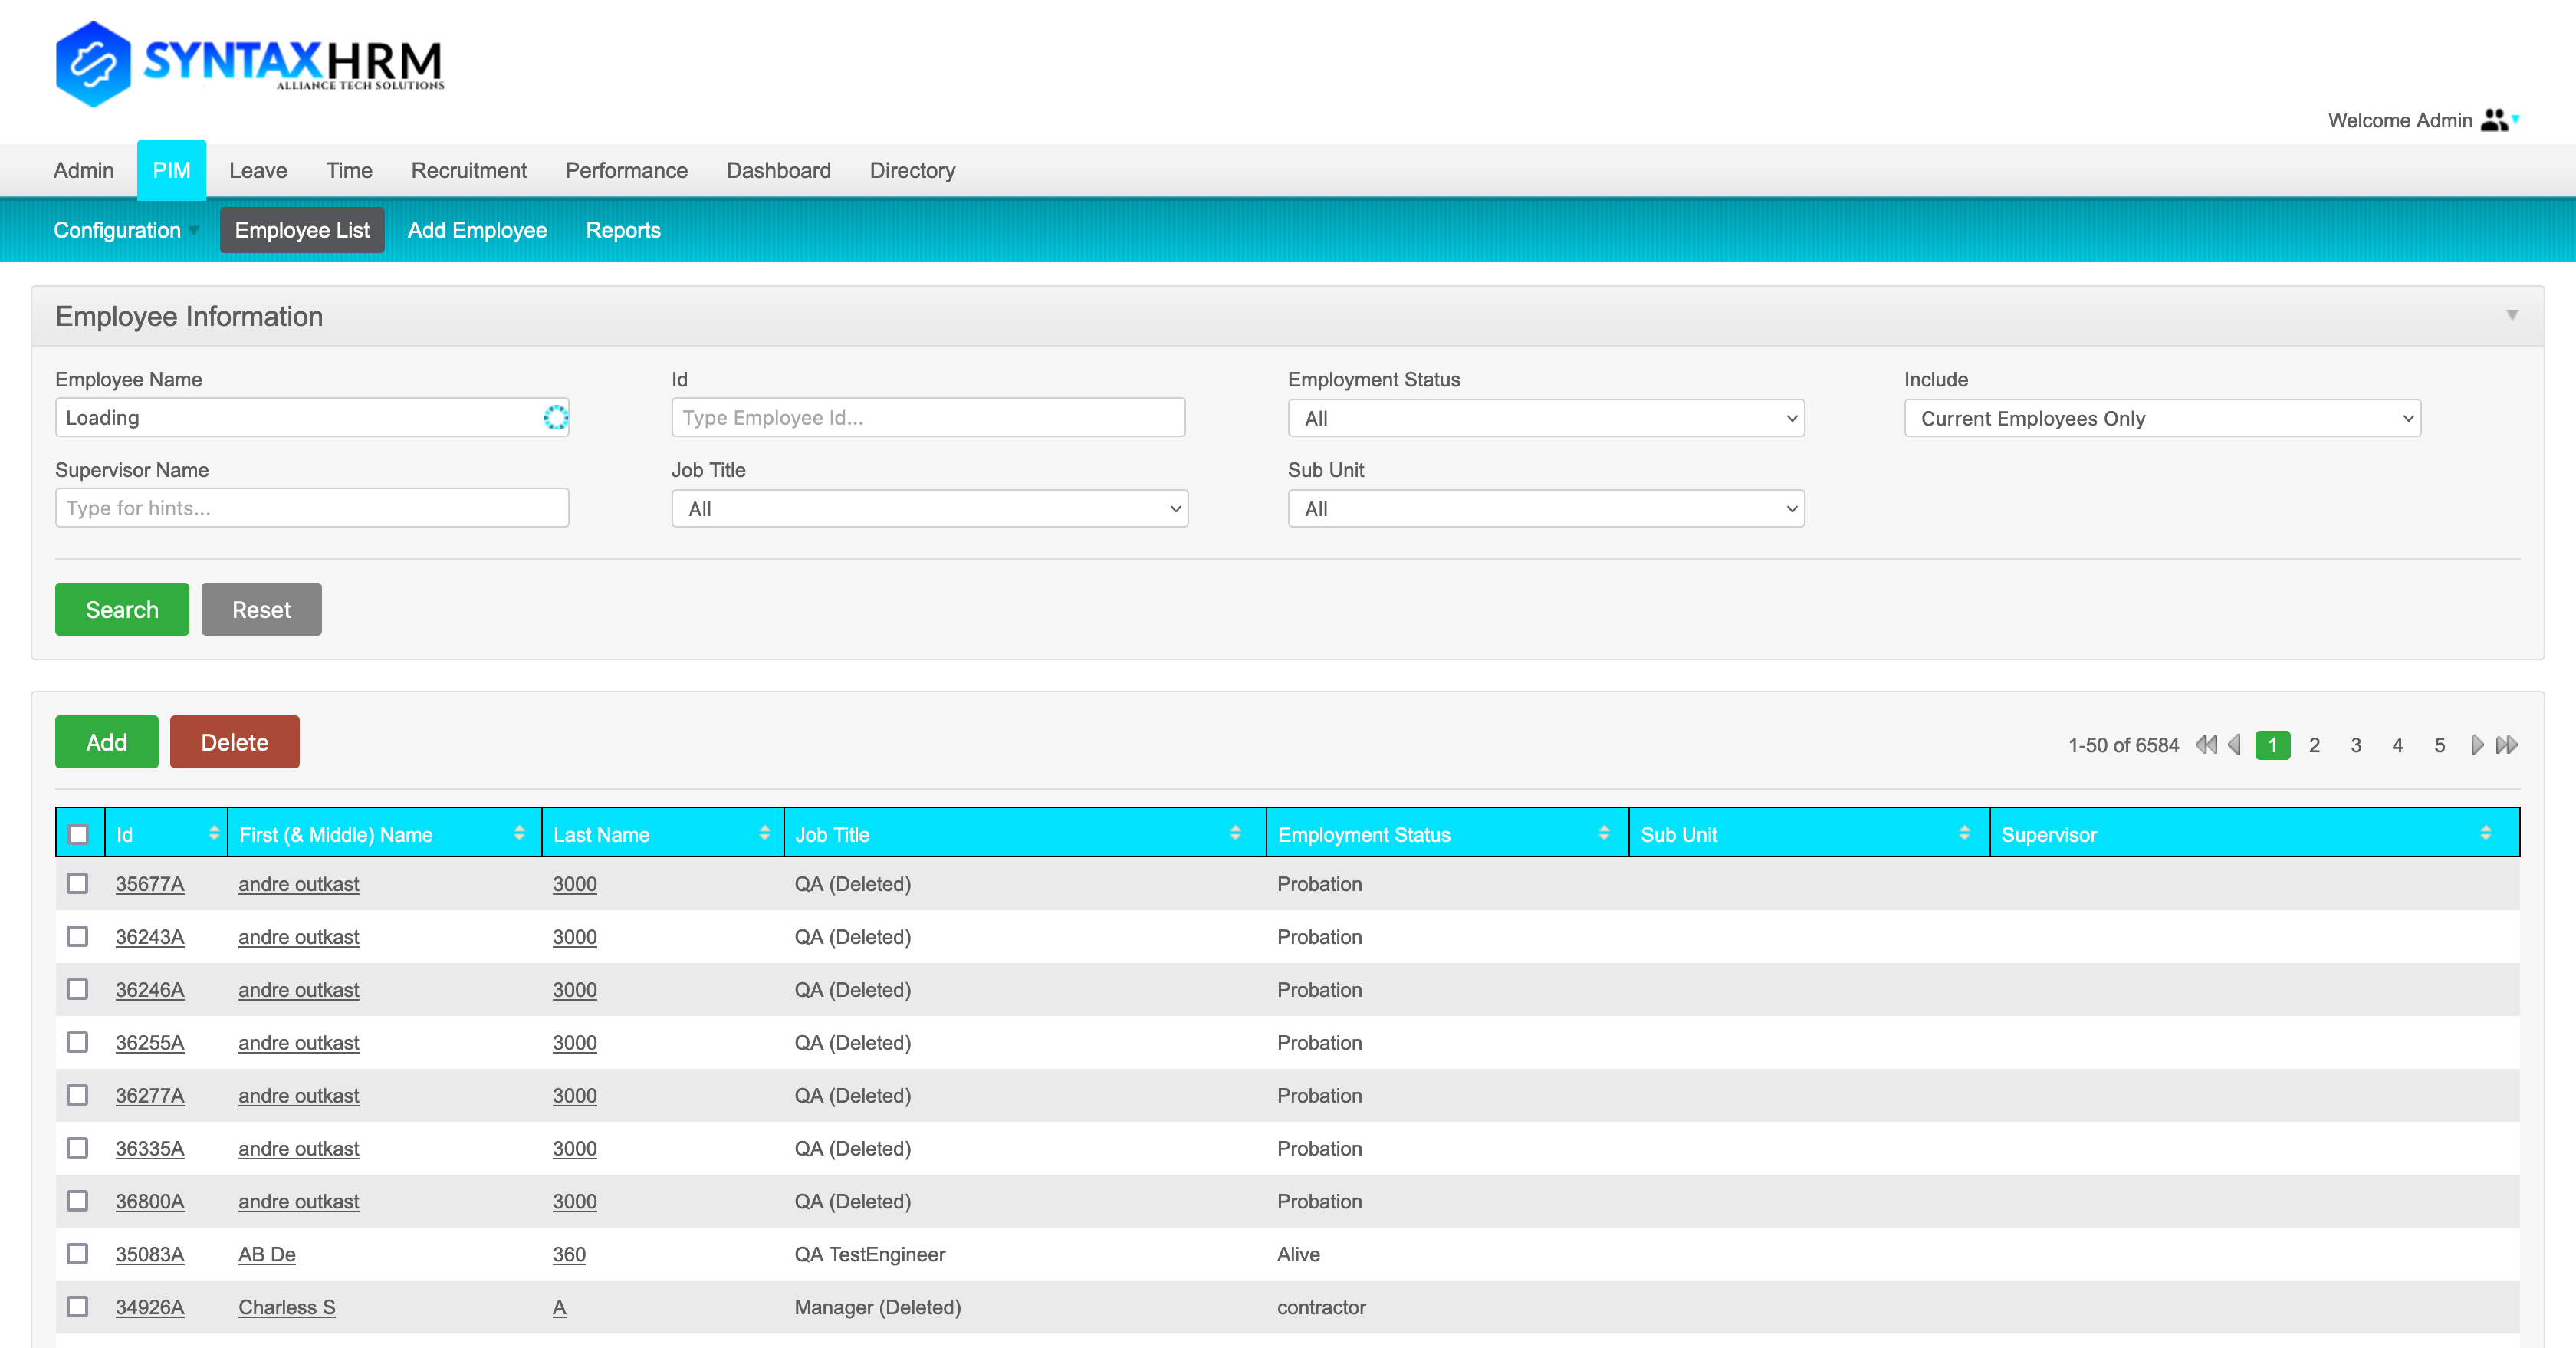 SYNTAXHRM
ALLIANCE TECH SOLUTIONS
Welcome Admin
Admin PIM Leave Time Recruitment Performance Dashboard Directory
Configuration Employee List Add Employee Reports
Employee Information
Employee Name Id Employment Status Include
Loading Type Employee Id... All Current Employees Only
Supervisor Name Job Title Sub Unit
Type for hints... All All
Search Reset
Add Delete 1-50 of 6584 1 2 3 4 5
Id First (& Middle) Name Last Name Job Title Employment Status Sub Unit Supervisor
35677A andre outkast 3000 QA (Deleted) Probation
36243A andre outkast 3000 QA (Deleted) Probation
36246A andre outkast 3000 QA (Deleted) Probation
36255A andre outkast 3000 QA (Deleted) Probation
36277A andre outkast 3000 QA (Deleted) Probation
36335A andre outkast 3000 QA (Deleted) Probation
36800A andre outkast 3000 QA (Deleted) Probation
35083A AB De 360 QA TestEngineer Alive
34926A Charless S A Manager (Deleted) contractor